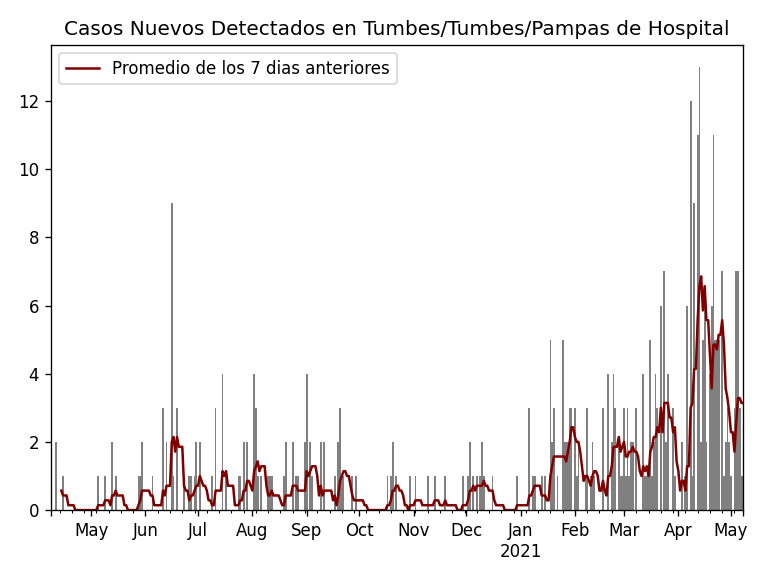 Casos Nuevos Detectados en Tumbes/Tumbes/Pampas de Hospital
Promedio de los 7 dias anteriores
12
10
8
6
4
2
0
May Jun Jul Aug Sep Oct Nov Dec Jan Feb Mar Apr May
2021